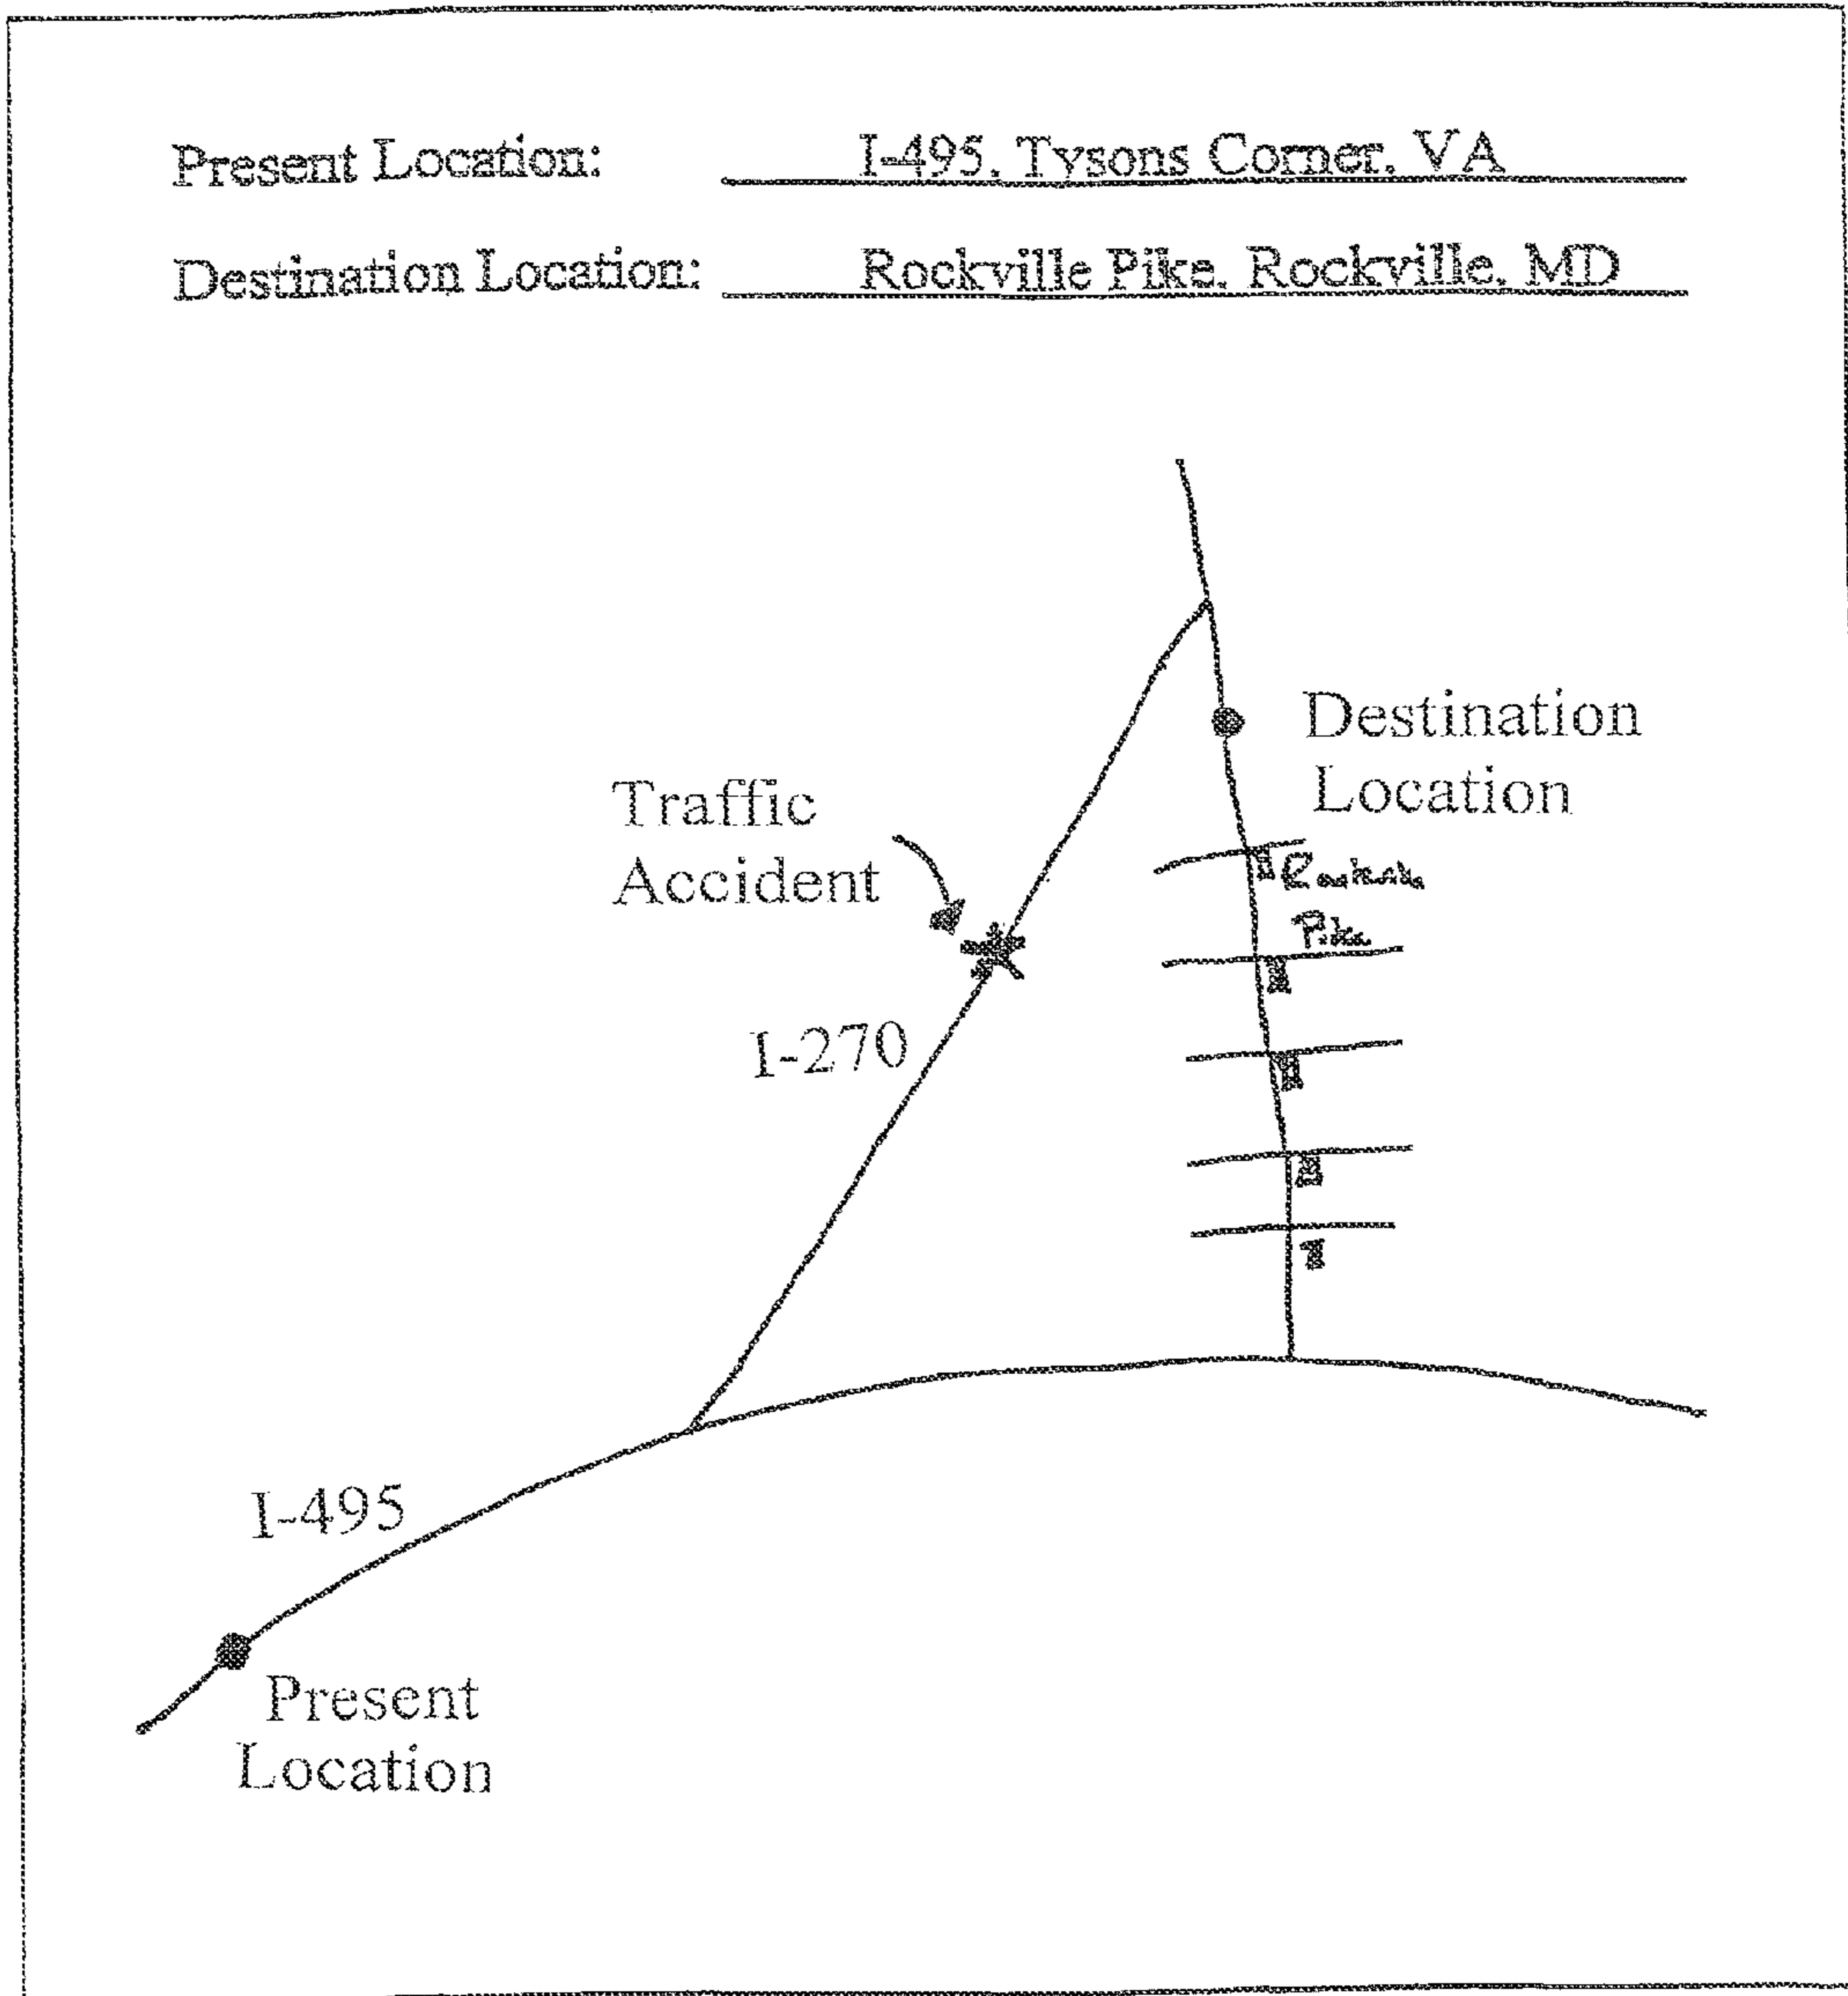 Present Location: I-495, Tysons Corner, VA
Destination Location: Rockville Pike, Rockville, MD
Destination
Location
Traffic
Accident
Pike
I-270
I-495
Present
Location